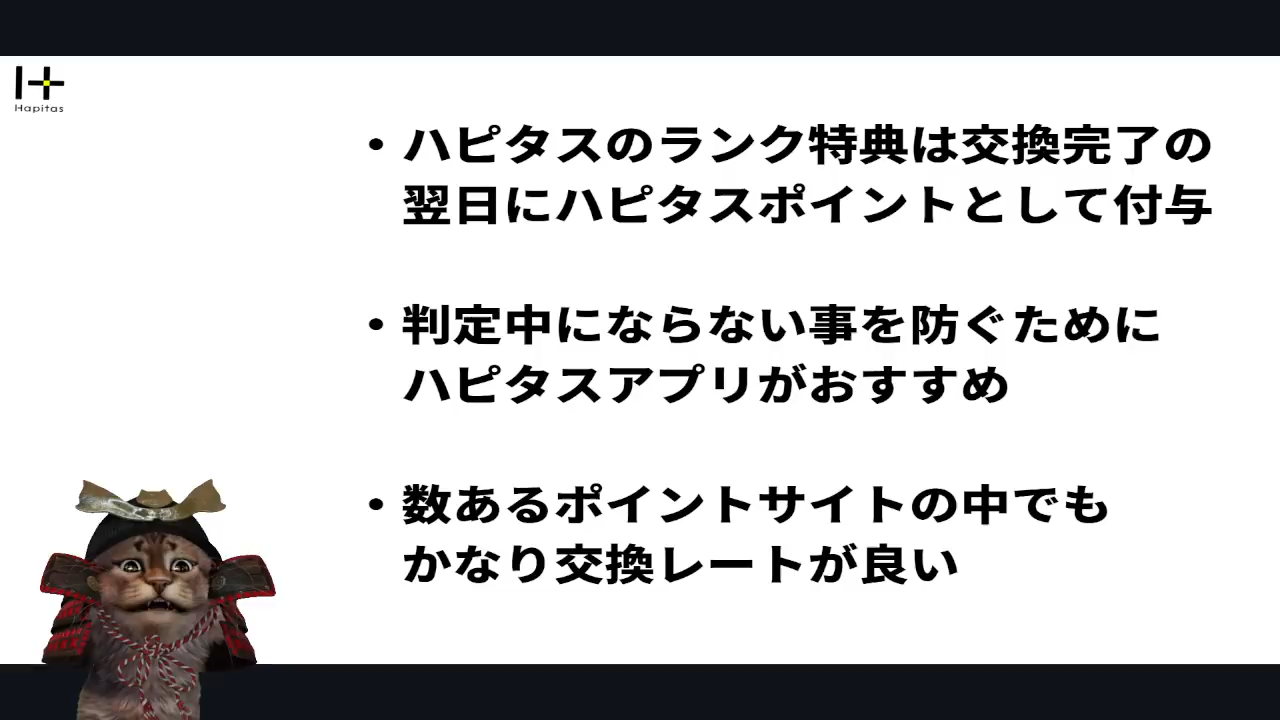 Hapitas
・ハピタスのランク特典は交換完了の
翌日にハピタスポイントとして付与
・判定中にならない事を防ぐために
ハピタスアプリがおすすめ
・数あるポイントサイトの中でも
かなり交換レートが良い